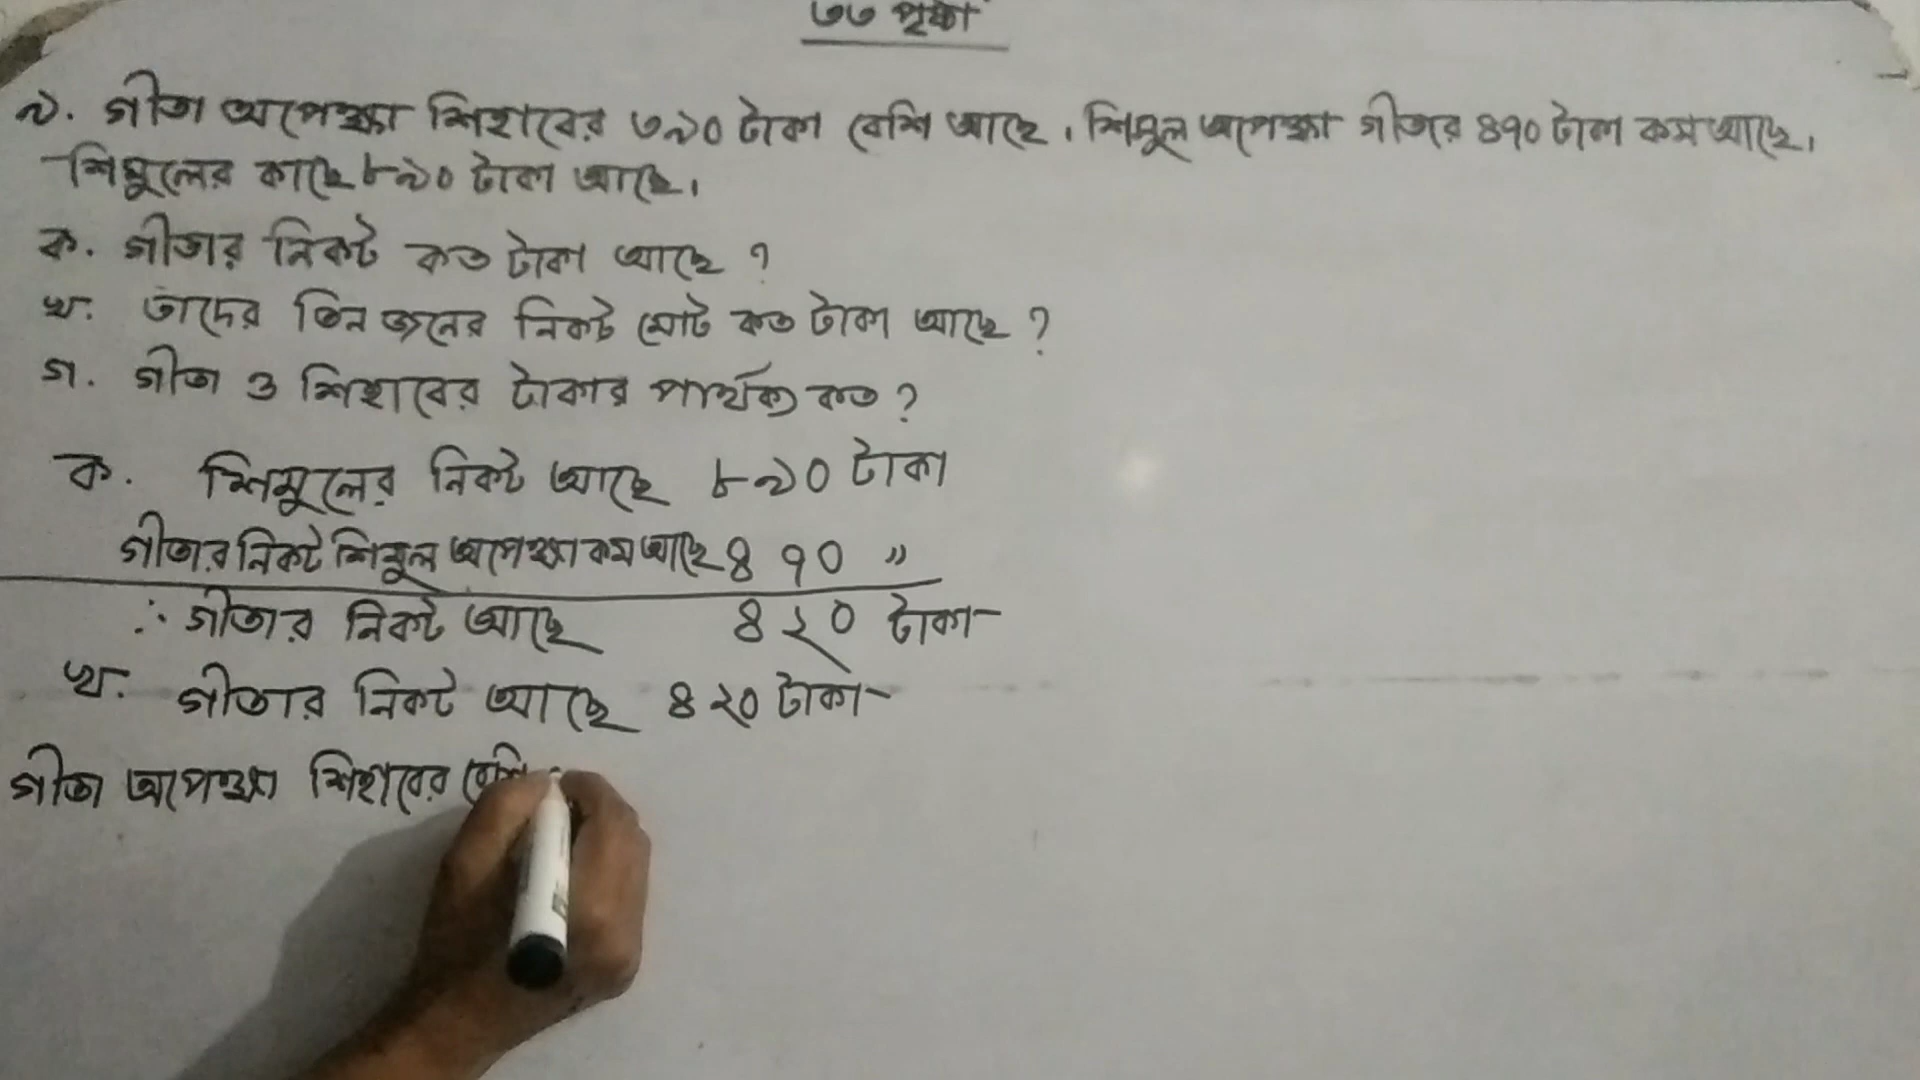 ৩৩ পৃষ্ঠা
৯. গীতা অপেক্ষা শিহাবের ৩৯০ টাকা বেশি আছে। শিমুল অপেক্ষা গীতার ৪৭০ টাকা কম আছে।
শিমুলের কাছে ৮৯০ টাকা আছে।
ক. গীতার নিকট কত টাকা আছে ?
খ. তাদের তিন জনের নিকট মোট কত টাকা আছে ?
গ. গীতা ও শিহাবের টাকার পার্থক্য কত ?
ক. শিমুলের নিকট আছে ৮৯০ টাকা
গীতার নিকট শিমুল অপেক্ষা কম আছে ৪৭০ "
∴ গীতার নিকট আছে ৪২০ টাকা
খ. গীতার নিকট আছে ৪২০ টাকা
গীতা অপেক্ষা শিহাবের বেশি